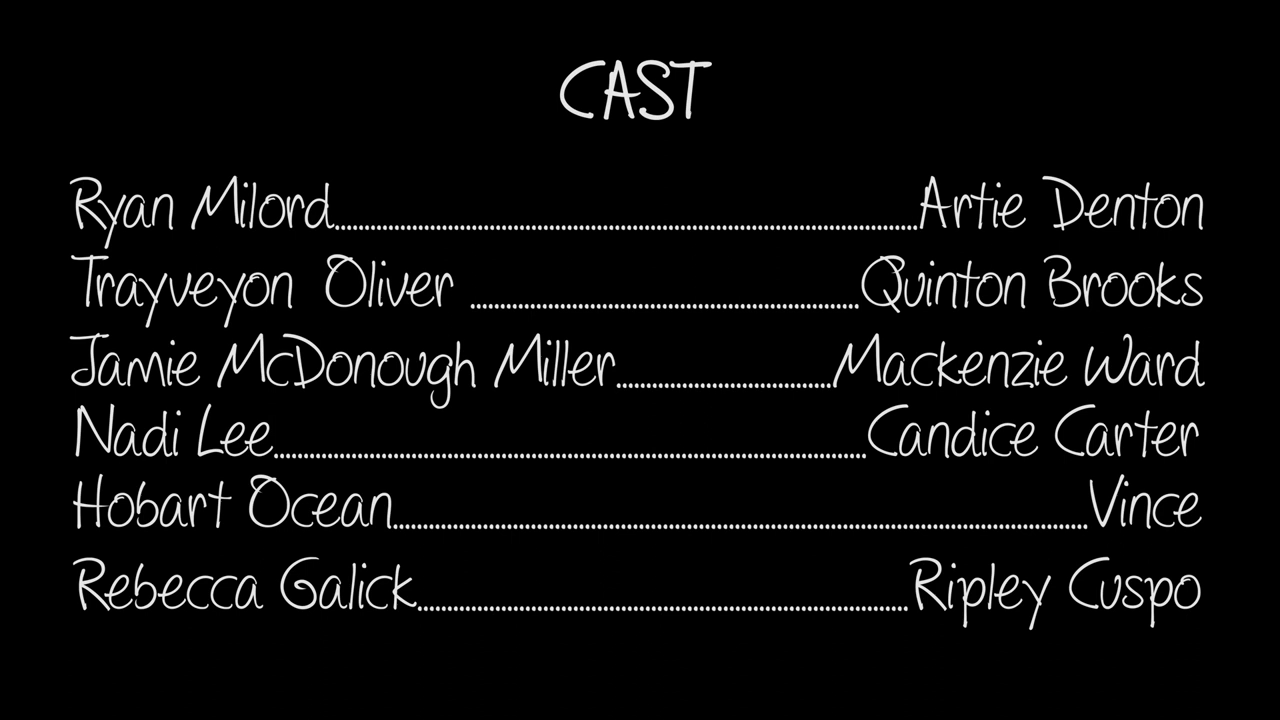 CAST
Ryan Milord........................Artie Denton
Trayveyon Oliver ........................Quinton Brooks
Jamie McDonough Miller........................Mackenzie Ward
Nadi Lee........................Candice Carter
Hobart Ocean........................Vince
Rebecca Galick........................Ripley Cuspo